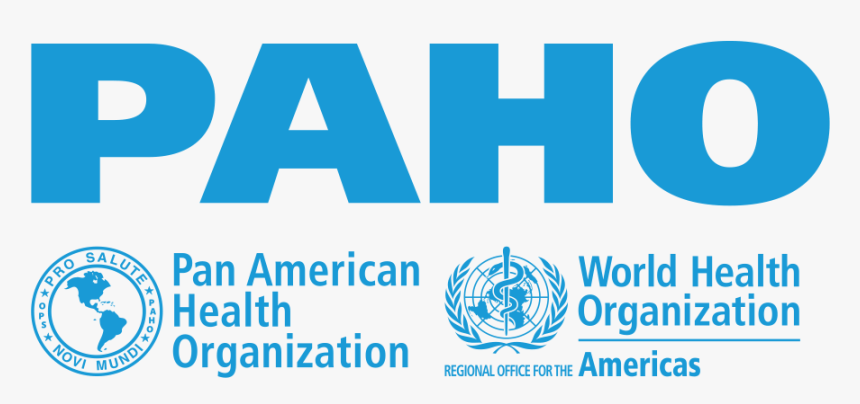 PAHO
PRO SALUTE
OPS
PAHO
NOVI MUNDI
Pan American
Health
Organization
World Health
Organization
REGIONAL OFFICE FOR THE Americas